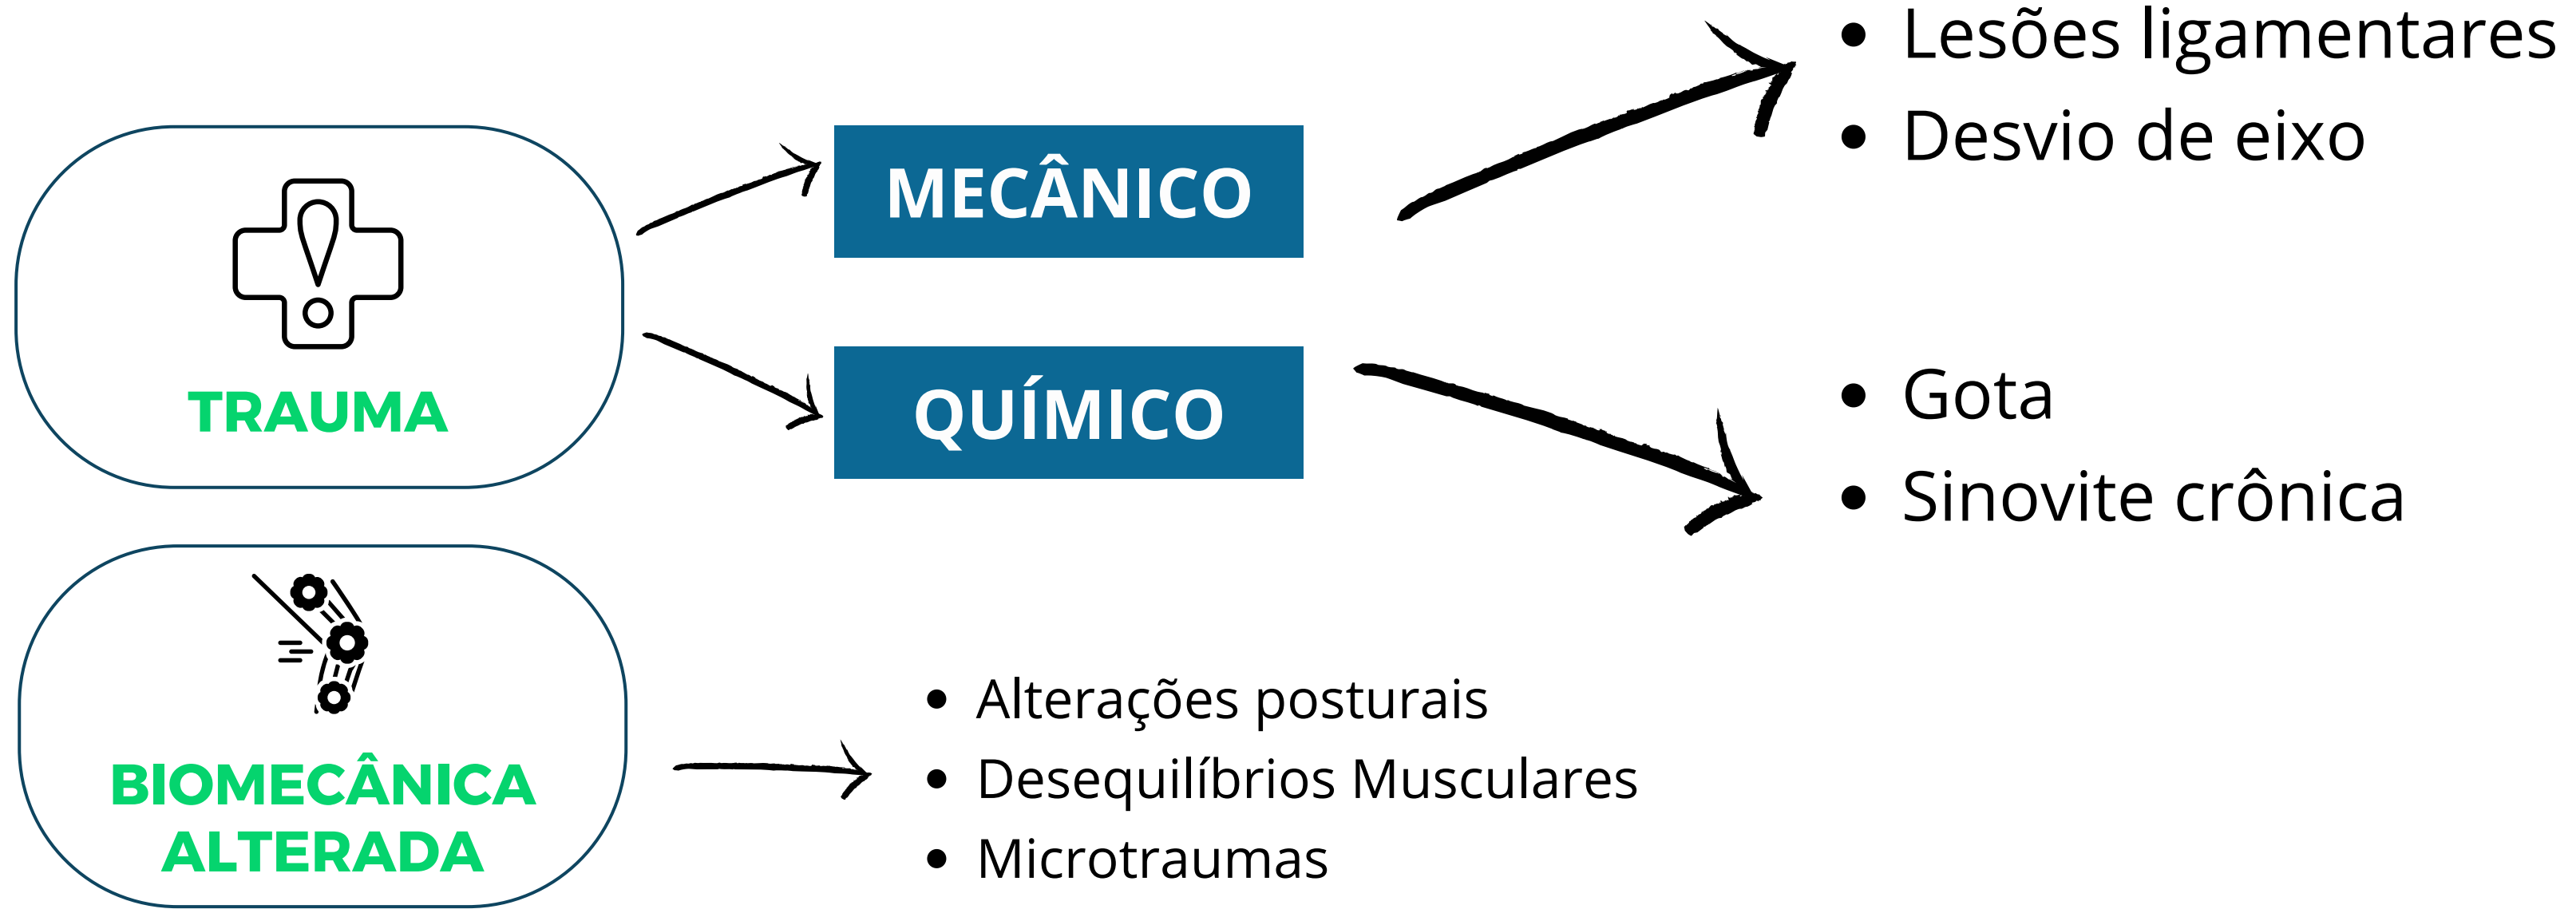 TRAUMA
MECÂNICO
• Lesões ligamentares
• Desvio de eixo
QUÍMICO
• Gota
• Sinovite crônica
BIOMECÂNICA
ALTERADA
• Alterações posturais
• Desequilíbrios Musculares
• Microtraumas